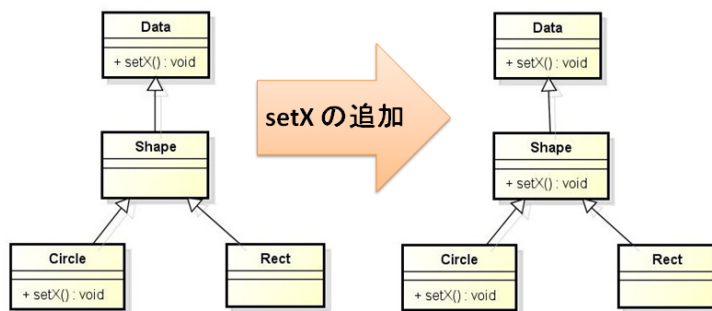 Data
+ setX() : void
Shape
Circle
+ setX() : void
Rect
setX の追加
Data
+ setX() : void
Shape
+ setX() : void
Circle
+ setX() : void
Rect